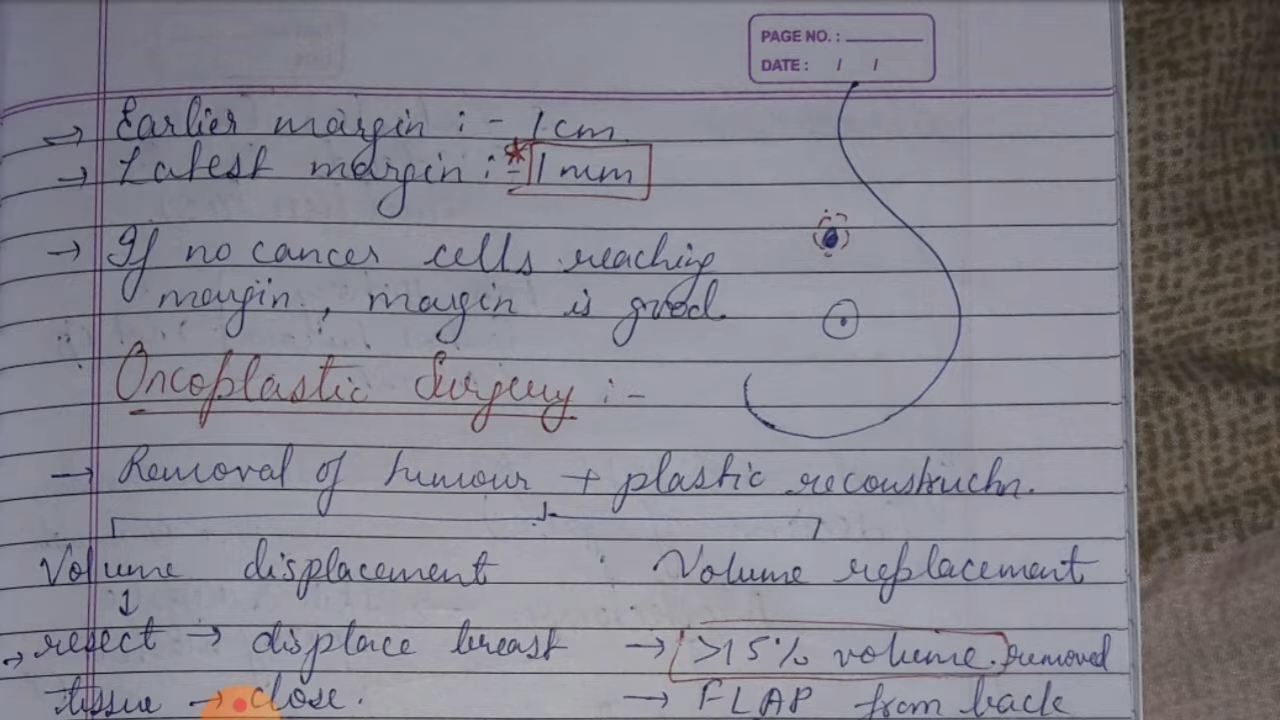 PAGE NO. :
DATE : / /
→ Earlier margin : - 1 cm
→ Latest margin : - * 1 mm
→ If no cancer cells reaching
margin, margin is good.
Oncoplastic Surgery : -
→ Removal of tumour + plastic reconstructn.
Volume displacement
↓
→ resect → displace breast
tissue → close.
Volume replacement
→ >15% volume removed
→ FLAP from back